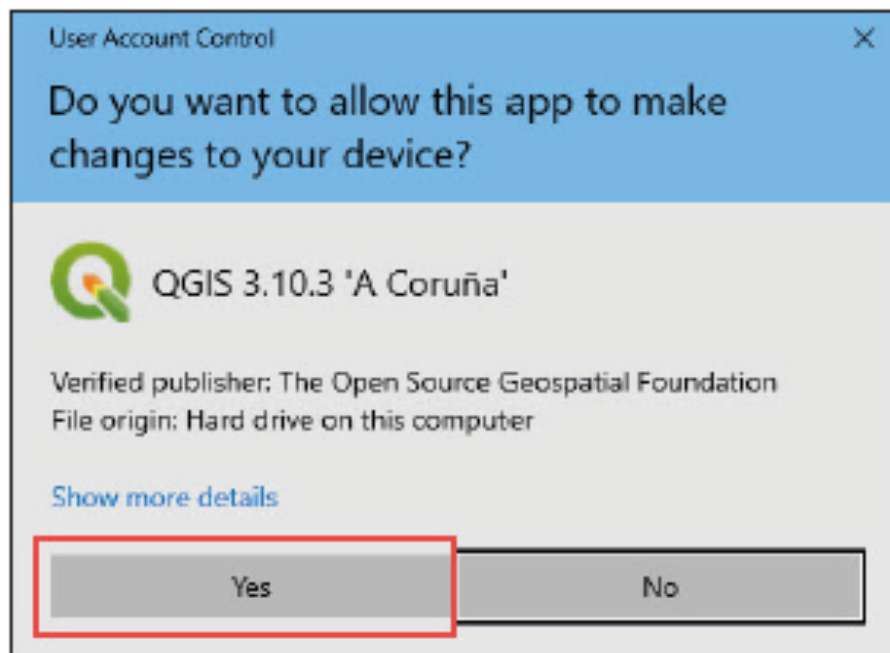 User Account Control
Do you want to allow this app to make
changes to your device?
QGIS 3.10.3 'A Coruña'
Verified publisher: The Open Source Geospatial Foundation
File origin: Hard drive on this computer
Show more details
Yes No